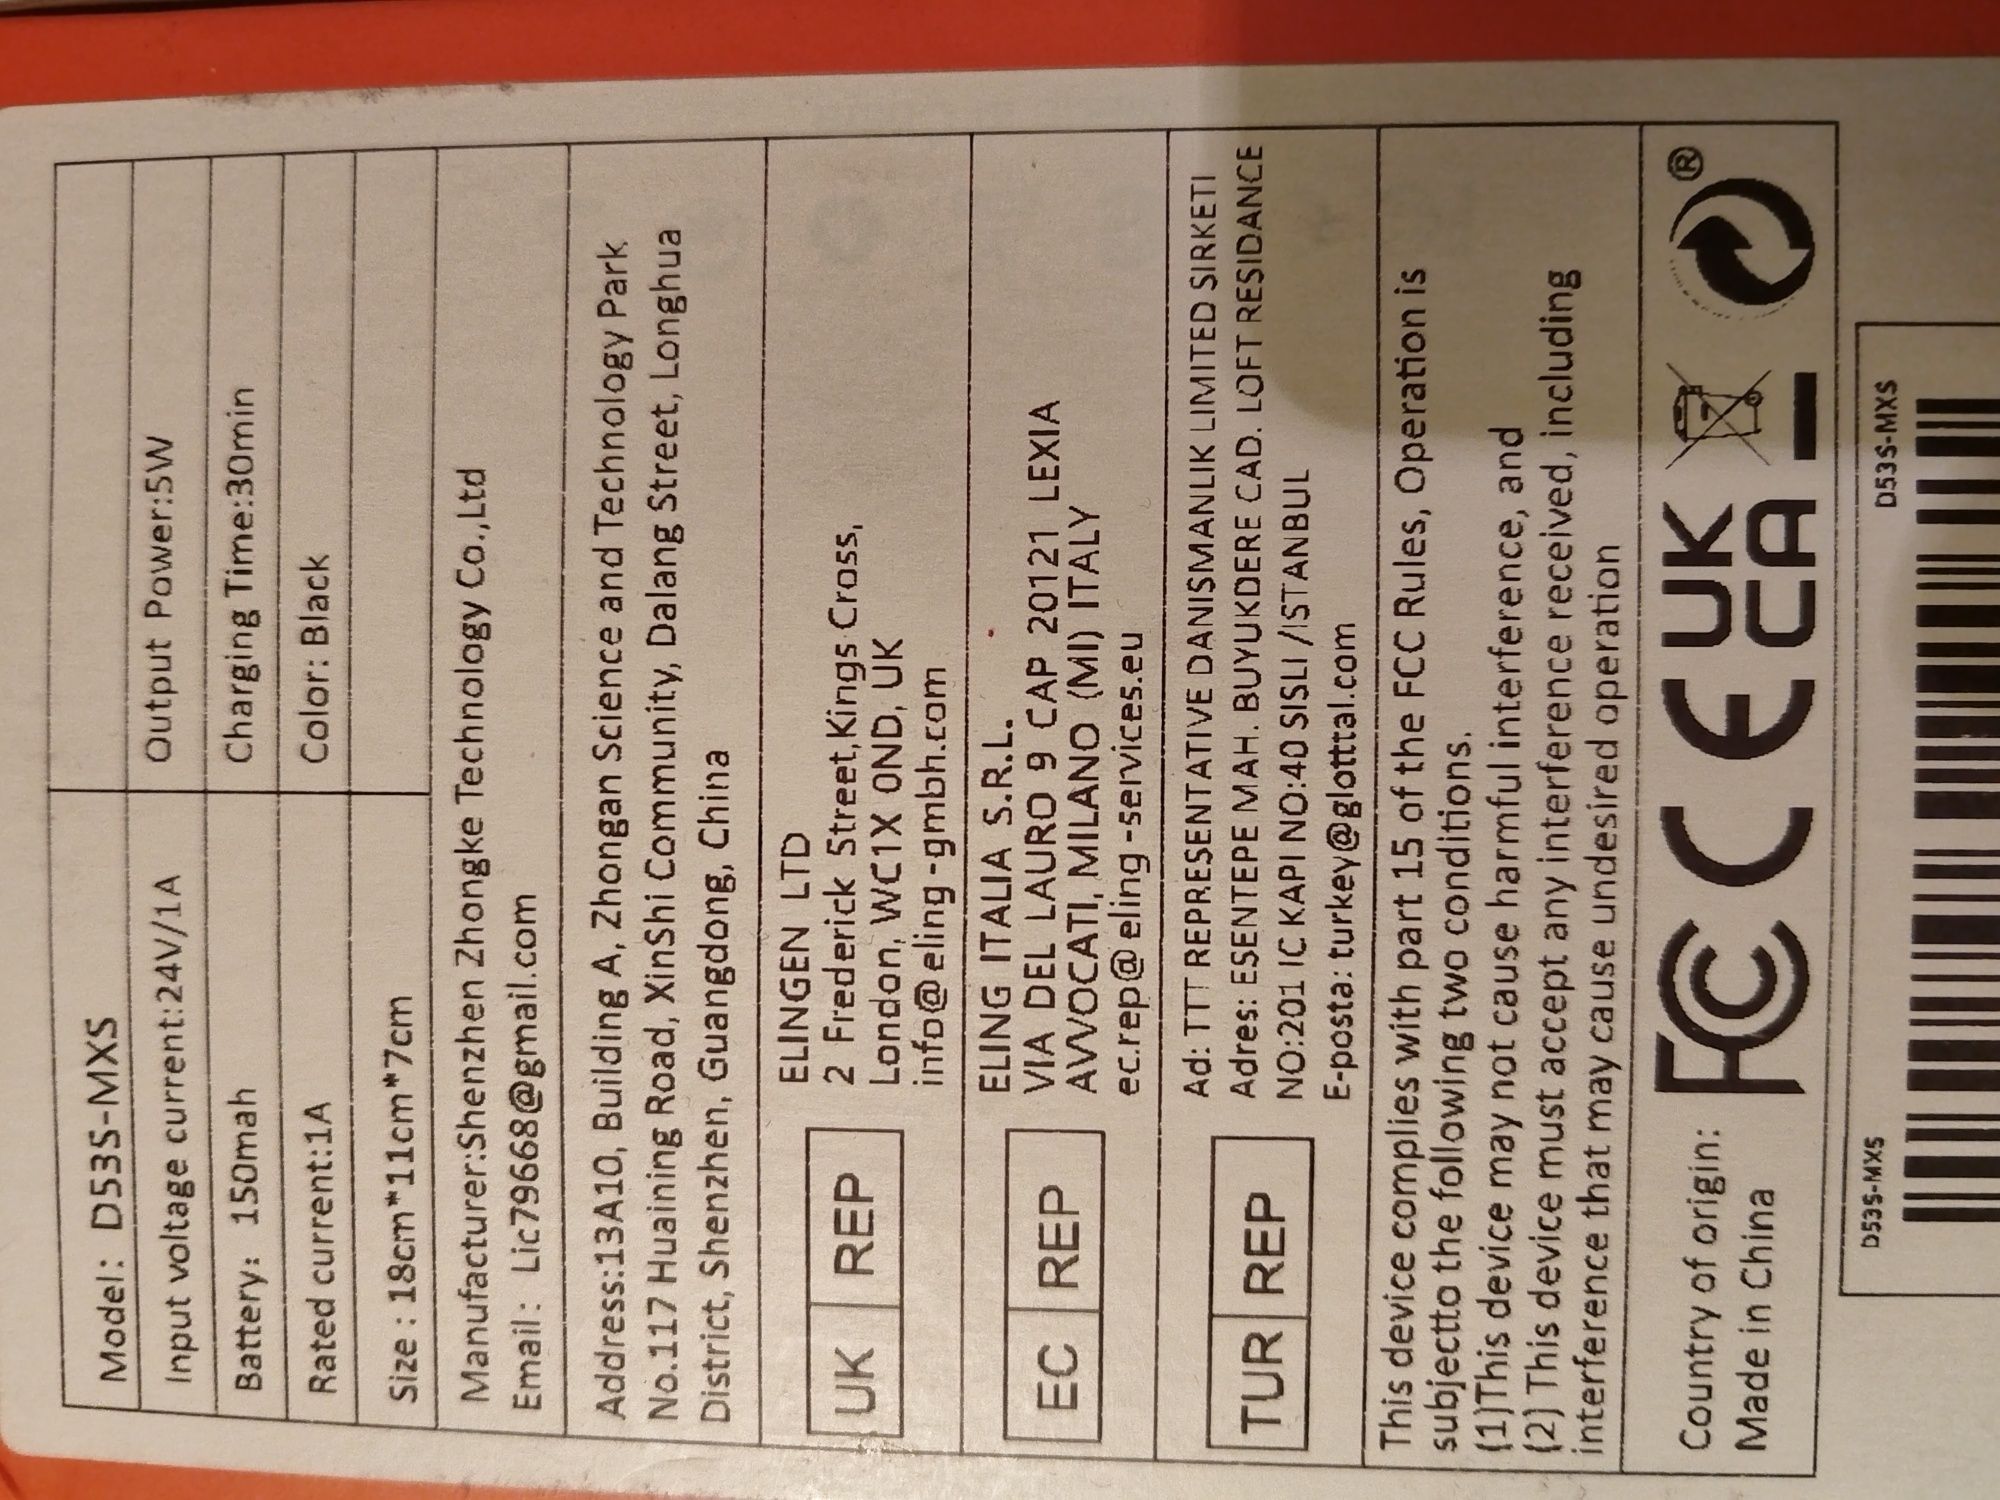 Model: D53S-MXS
Input voltage current:24V/1A Output Power:5W
Battery: 150mah Charging Time:30min
Rated current:1A Color: Black
Size : 18cm*11cm*7cm
Manufacturer:Shenzhen Zhongke Technology Co.,Ltd
Email: Lic79668@gmail.com
Address:13A10, Building A, Zhongan Science and Technology Park
No.117 Huaining Road, XinShi Community, Dalang Street, Longhua
District, Shenzhen, Guangdong, China
UK REP
ELINGEN LTD
2 Frederick Street,Kings Cross,
London, WC1X 0ND, UK
info@eling-gmbh.com
EC REP
ELING ITALIA S.R.L.
VIA DEL LAURO 9 CAP 20121 LEXIA
AVVOCATI, MILANO (MI) ITALY
ec.rep@eling-services.eu
TUR REP
Ad: TTT REPRESENTATIVE DANISMANLIK LIMITED SIRKETI
Adres: ESENTEPE MAH. BUYUKDERE CAD. LOFT RESIDANCE
NO:201 IC KAPI NO:40 SISLI /STANBUL
E-posta: turkey@glotttal.com
This device complies with part 15 of the FCC Rules, Operation is
subjectto the following two conditions.
(1)This device may not cause harmful interference, and
(2) This device must accept any interference received, including
interference that may cause undesired operation
Country of origin:
Made in China
FC CE UK
CA
®
D53S-MXS D53S-MXS